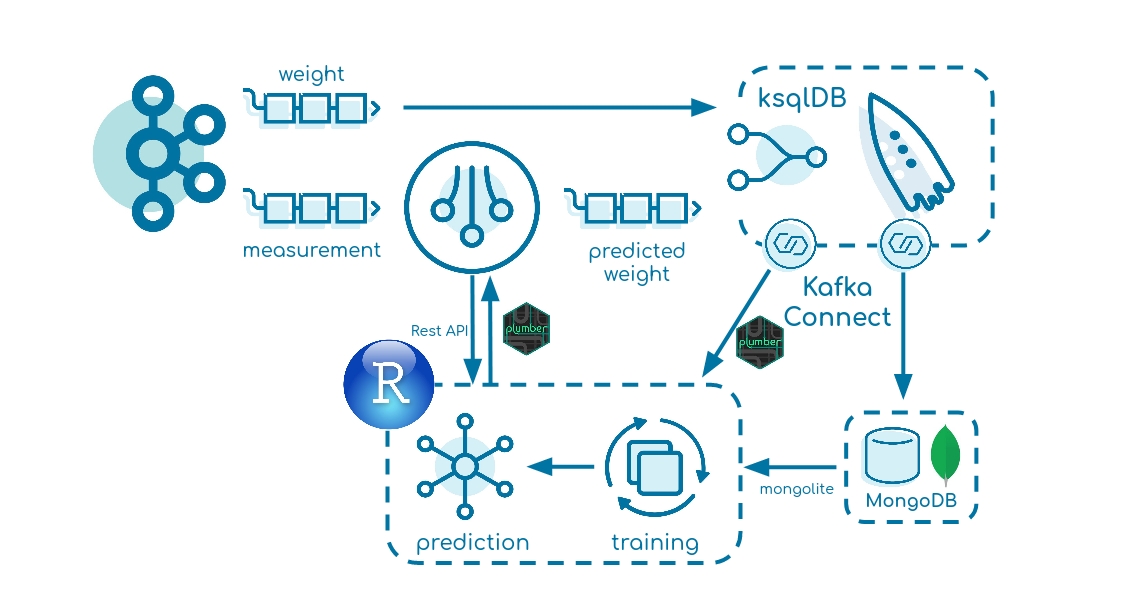 weight
ksqlDB
measurement
predicted
weight
Kafka
Connect
Rest API
plumber
plumber
R
mongolite
MongoDB
prediction
training